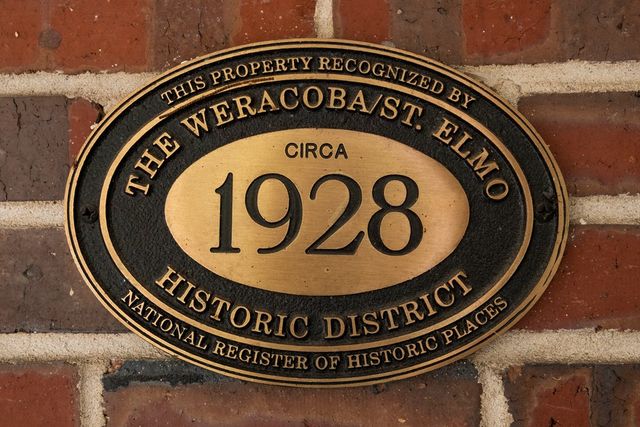 THIS PROPERTY RECOGNIZED BY
THE WERACOBA/ST. ELMO
CIRCA
1928
HISTORIC DISTRICT
NATIONAL REGISTER OF HISTORIC PLACES